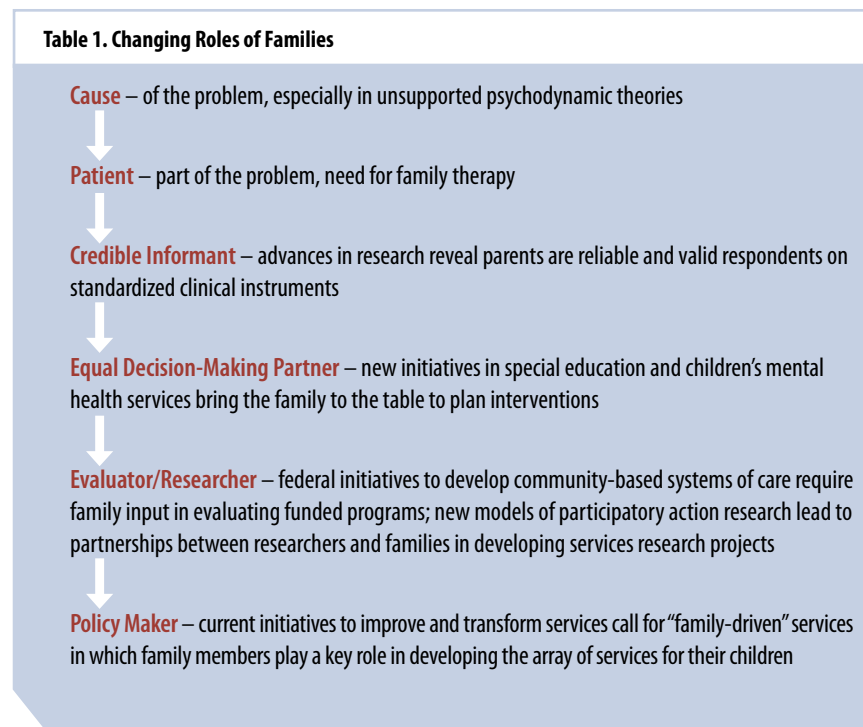 Table 1. Changing Roles of Families
Cause – of the problem, especially in unsupported psychodynamic theories
Patient – part of the problem, need for family therapy
Credible Informant – advances in research reveal parents are reliable and valid respondents on
standardized clinical instruments
Equal Decision-Making Partner – new initiatives in special education and children’s mental
health services bring the family to the table to plan interventions
Evaluator/Researcher – federal initiatives to develop community-based systems of care require
family input in evaluating funded programs; new models of participatory action research lead to
partnerships between researchers and families in developing services research projects
Policy Maker – current initiatives to improve and transform services call for “family-driven” services
in which family members play a key role in developing the array of services for their children